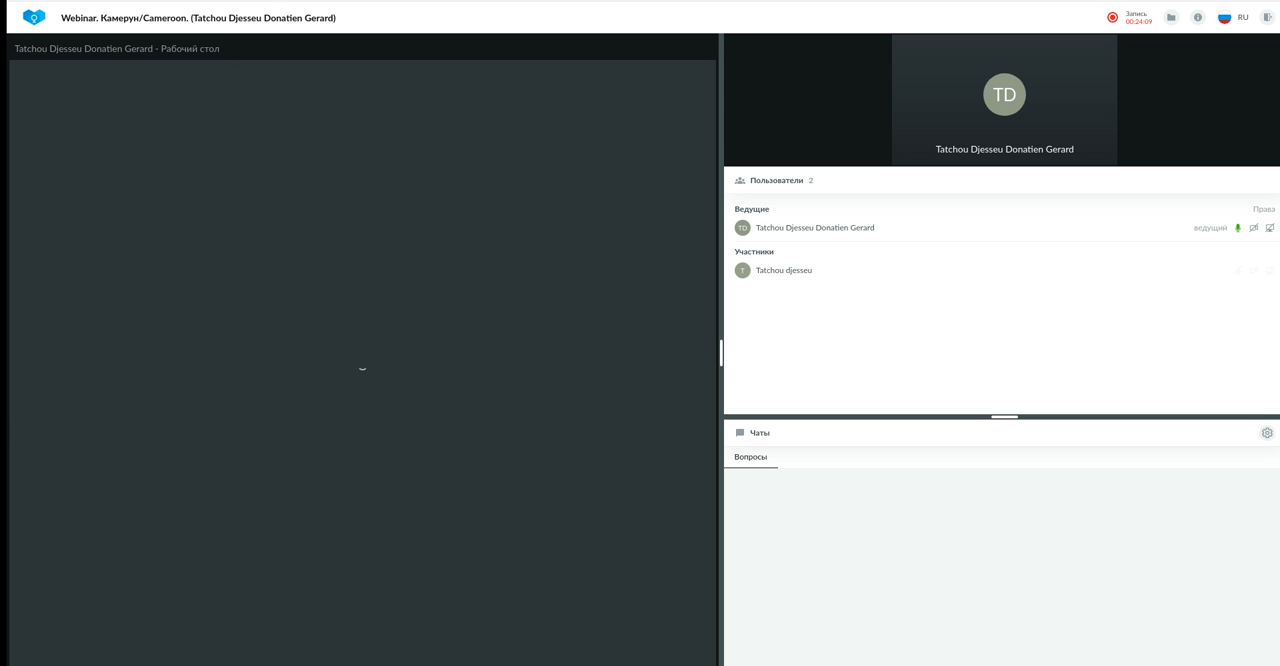 Webinar. Камерун/Cameroon. (Tatchou Djesseu Donatien Gerard)
Запись
00:24:09
RU
Tatchou Djesseu Donatien Gerard - Рабочий стол
TD
Tatchou Djesseu Donatien Gerard
Пользователи 2
Ведущие Права
TD Tatchou Djesseu Donatien Gerard ведущий
Участники
T Tatchou djesseu
Чаты
Вопросы